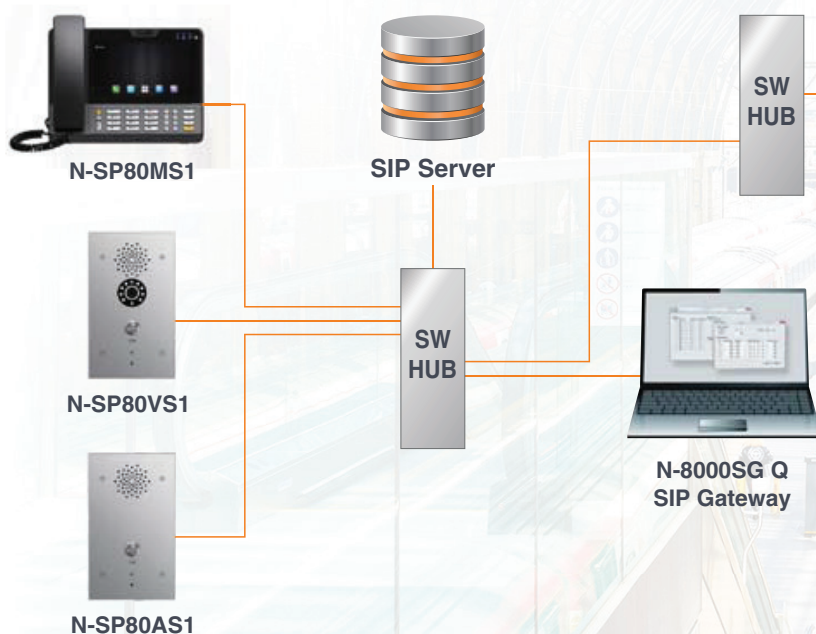 N-SP80MS1
SIP Server
SW
HUB
N-SP80VS1
SW
HUB
N-8000SG Q
SIP Gateway
N-SP80AS1